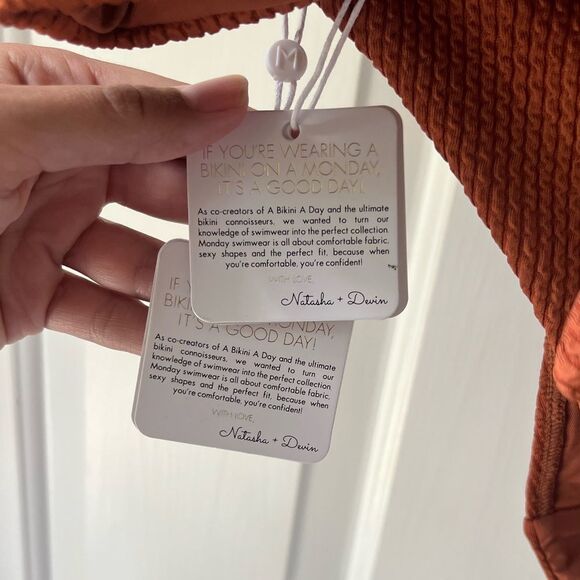 M
IF YOU'RE WEARING A
BIKINI ON A MONDAY,
IT'S A GOOD DAY!
As co-creators of A Bikini A Day and the ultimate
bikini connoisseurs, we wanted to turn our
knowledge of swimwear into the perfect collection.
Monday swimwear is all about comfortable fabric,
sexy shapes and the perfect fit, because when
you're comfortable, you're confident!
WITH LOVE,
Natasha + Devin
IF
BIKI MONDAY,
IT'S A GOOD DAY!
As co-creators of A Bikini A Day and the ultimate
bikini connoisseurs, we wanted to turn our
knowledge of swimwear into the perfect collection.
Monday swimwear is all about comfortable fabric,
sexy shapes and the perfect fit, because when
you're comfortable, you're confident!
WITH LOVE,
Natasha + Devin